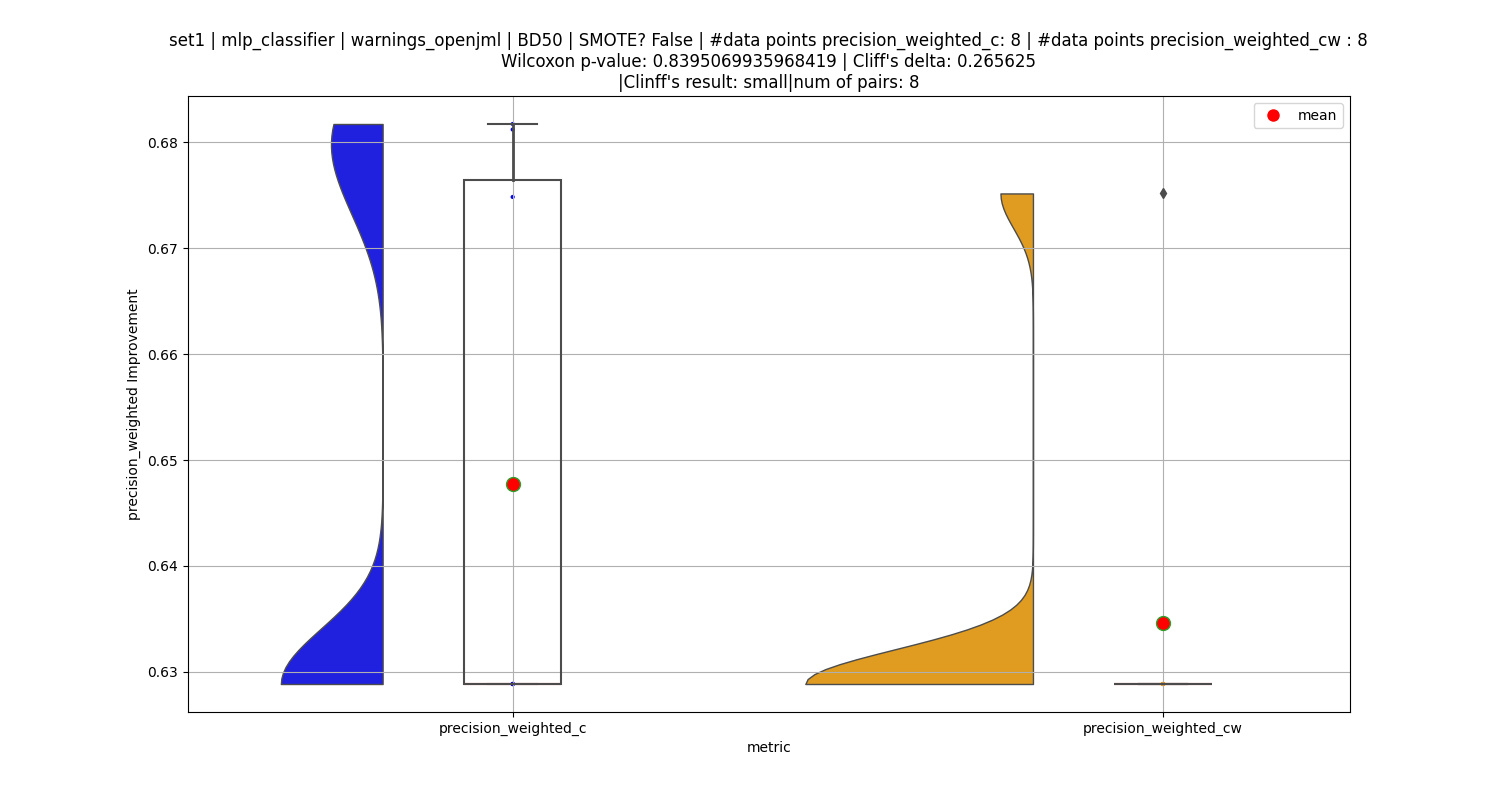 set1 | mlp_classifier | warnings_openjml | BD50 | SMOTE? False | #data points precision_weighted_c: 8 | #data points precision_weighted_cw : 8
Wilcoxon p-value: 0.8395069935968419 | Cliff's delta: 0.265625
|Clinff's result: small|num of pairs: 8
mean
0.68
0.67
0.66
0.65
0.64
0.63
precision_weighted Improvement
precision_weighted_c
precision_weighted_cw
metric